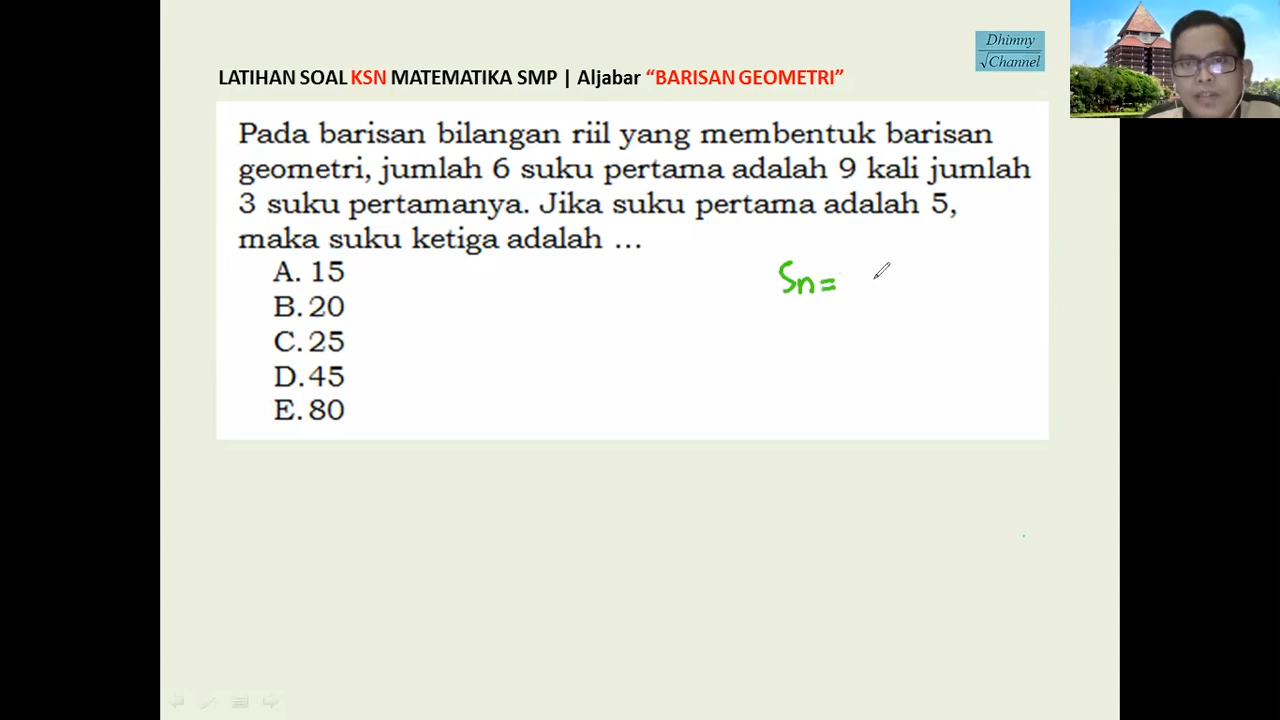 Dhimny
√Channel
LATIHAN SOAL KSN MATEMATIKA SMP | Aljabar “BARISAN GEOMETRI”
Pada barisan bilangan riil yang membentuk barisan
geometri, jumlah 6 suku pertama adalah 9 kali jumlah
3 suku pertamanya. Jika suku pertama adalah 5,
maka suku ketiga adalah ...
A. 15
B. 20
C. 25
D. 45
E. 80
Sn =